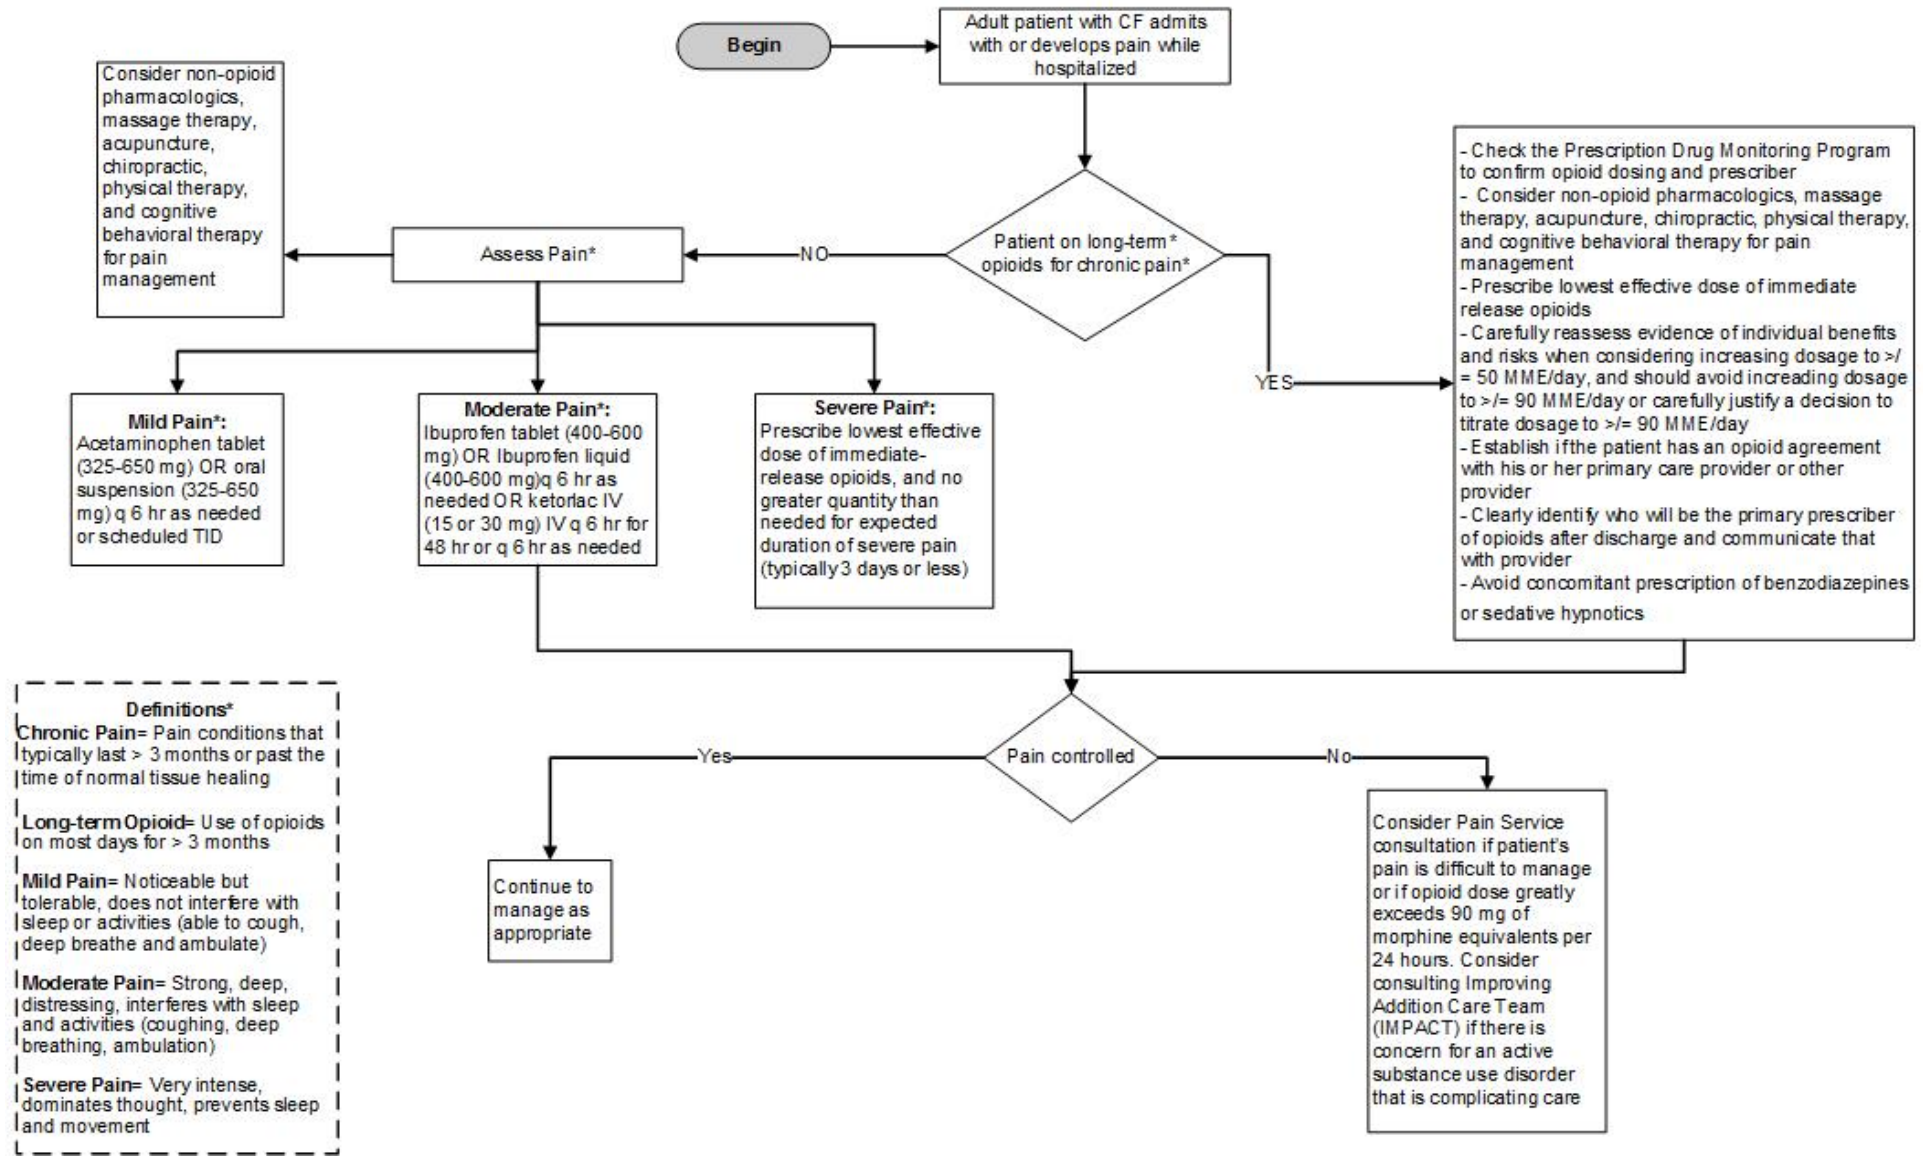 Begin
Adult patient with CF admits
with or develops pain while
hospitalized
Consider non-opioid
pharmacologics,
massage therapy,
acupuncture,
chiropractic,
physical therapy,
and cognitive
behavioral therapy
for pain
management
Assess Pain*
NO
Patient on long-term*
opioids for chronic pain*
YES
- Check the Prescription Drug Monitoring Program
to confirm opioid dosing and prescriber
- Consider non-opioid pharmacologics, massage
therapy, acupuncture, chiropractic, physical therapy,
and cognitive behavioral therapy for pain
management
- Prescribe lowest effective dose of immediate
release opioids
- Carefully reassess evidence of individual benefits
and risks when considering increasing dosage to >/
= 50 MME/day, and should avoid increading dosage
to >/= 90 MME/day or carefully justify a decision to
titrate dosage to >/= 90 MME/day
- Establish if the patient has an opioid agreement
with his or her primary care provider or other
provider
- Clearly identify who will be the primary prescriber
of opioids after discharge and communicate that
with provider
- Avoid concomitant prescription of benzodiazepines
or sedative hypnotics
Mild Pain*:
Acetaminophen tablet
(325-650 mg) OR oral
suspension (325-650
mg) q 6 hr as needed
or scheduled TID
Moderate Pain*:
Ibuprofen tablet (400-600
mg) OR Ibuprofen liquid
(400-600 mg)q 6 hr as
needed OR ketorlac IV
(15 or 30 mg) IV q 6 hr for
48 hr or q 6 hr as needed
Severe Pain*:
Prescribe lowest effective
dose of immediate-
release opioids, and no
greater quantity than
needed for expected
duration of severe pain
(typically 3 days or less)
Definitions*
Chronic Pain= Pain conditions that
typically last > 3 months or past the
time of normal tissue healing
Long-term Opioid= Use of opioids
on most days for > 3 months
Mild Pain= Noticeable but
tolerable, does not interfere with
sleep or activities (able to cough,
deep breathe and ambulate)
Moderate Pain= Strong, deep,
distressing, interferes with sleep
and activities (coughing, deep
breathing, ambulation)
Severe Pain= Very intense,
dominates thought, prevents sleep
and movement
Yes
Pain controlled
No
Continue to
manage as
appropriate
Consider Pain Service
consultation if patient's
pain is difficult to manage
or if opioid dose greatly
exceeds 90 mg of
morphine equivalents per
24 hours. Consider
consulting Improving
Addition Care Team
(IMPACT) if there is
concern for an active
substance use disorder
that is complicating care